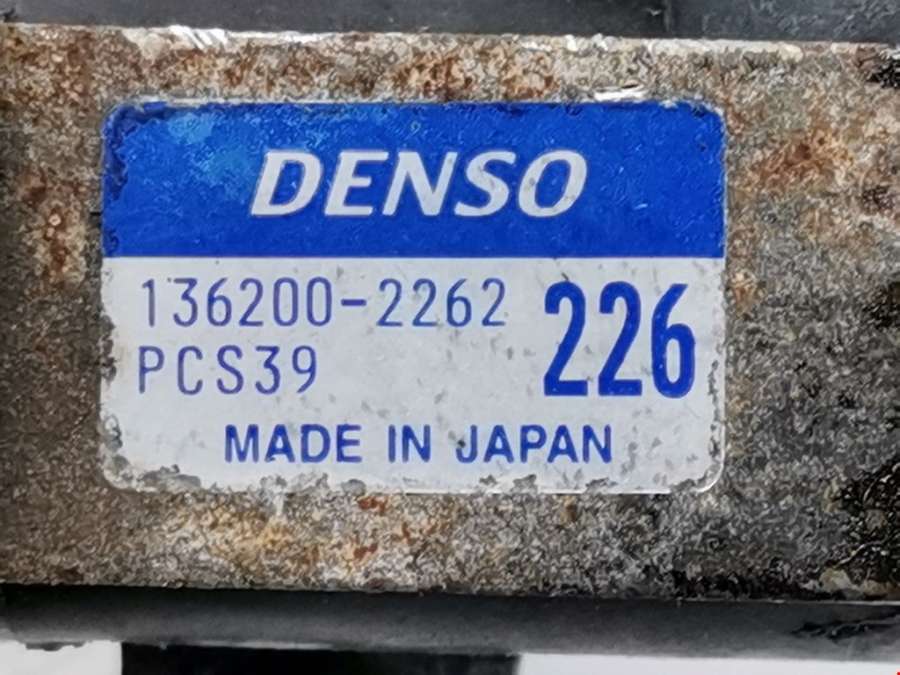 DENSO
136200-2262
226
PCS39
MADE IN JAPAN